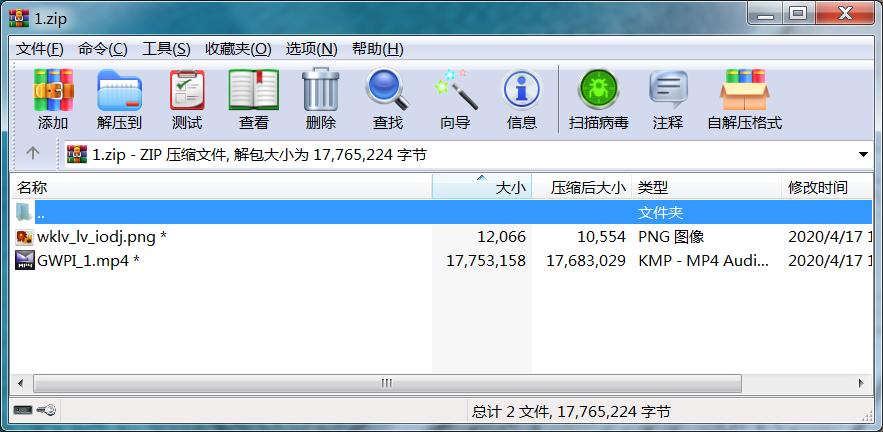 1.zip
文件(F) 命令(C) 工具(S) 收藏夹(O) 选项(N) 帮助(H)
添加 解压到 测试 查看 删除 查找 向导 信息 扫描病毒 注释 自解压格式
1.zip - ZIP 压缩文件, 解包大小为 17,765,224 字节
名称 大小 压缩后大小 类型 修改时间
.. 文件夹
wklv_lv_iodj.png * 12,066 10,554 PNG 图像 2020/4/17 1
GWPI_1.mp4 * 17,753,158 17,683,029 KMP - MP4 Audi... 2020/4/17 1
总计 2 文件, 17,765,224 字节